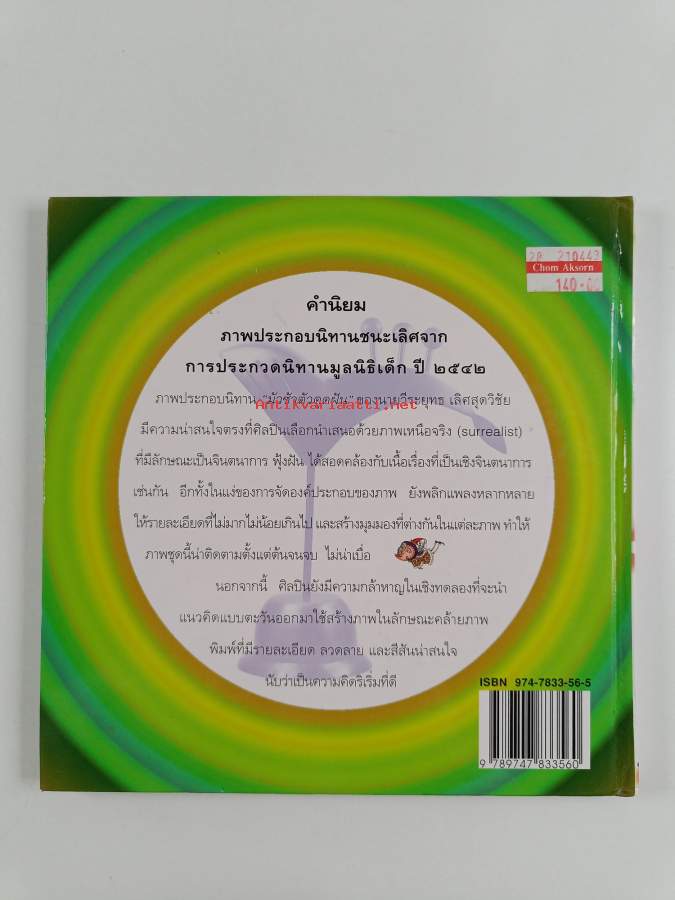 28 210443
Chom Aksorn
140.00
คำนิยม
ภาพประกอบนิทานชนะเลิศจาก
การประกวดนิทานมูลนิธิเด็ก ปี ๒๕๔๒
ภาพประกอบนิทาน ของนายวีระยุทธ เลิศสุดวิชัย
Antikvariaatti.net
มีความน่าสนใจตรงที่ศิลปินเลือกนำเสนอด้วยภาพเหนือจริง (surrealist)
ที่มีลักษณะเป็นจินตนาการ ฟุ้งฝัน ได้สอดคล้องกับเนื้อเรื่องที่เป็นเชิงจินตนาการ
เช่นกัน อีกทั้งในแง่ของการจัดองค์ประกอบของภาพ ยังพลิกแพลงหลากหลาย
ให้รายละเอียดที่ไม่มากไม่น้อยเกินไป และสร้างมุมมองที่ต่างกันในแต่ละภาพ ทำให้
ภาพชุดนี้น่าติดตามตั้งแต่ต้นจนจบ ไม่น่าเบื่อ
นอกจากนี้ ศิลปินยังมีความกล้าหาญในเชิงทดลองที่จะนำ
แนวคิดแบบตะวันออกมาใช้สร้างภาพในลักษณะคล้ายภาพ
พิมพ์ที่มีรายละเอียด ลวดลาย และสีสันน่าสนใจ
นับว่าเป็นความคิดริเริ่มที่ดี
ISBN 974-7833-56-5
9 789747 833560